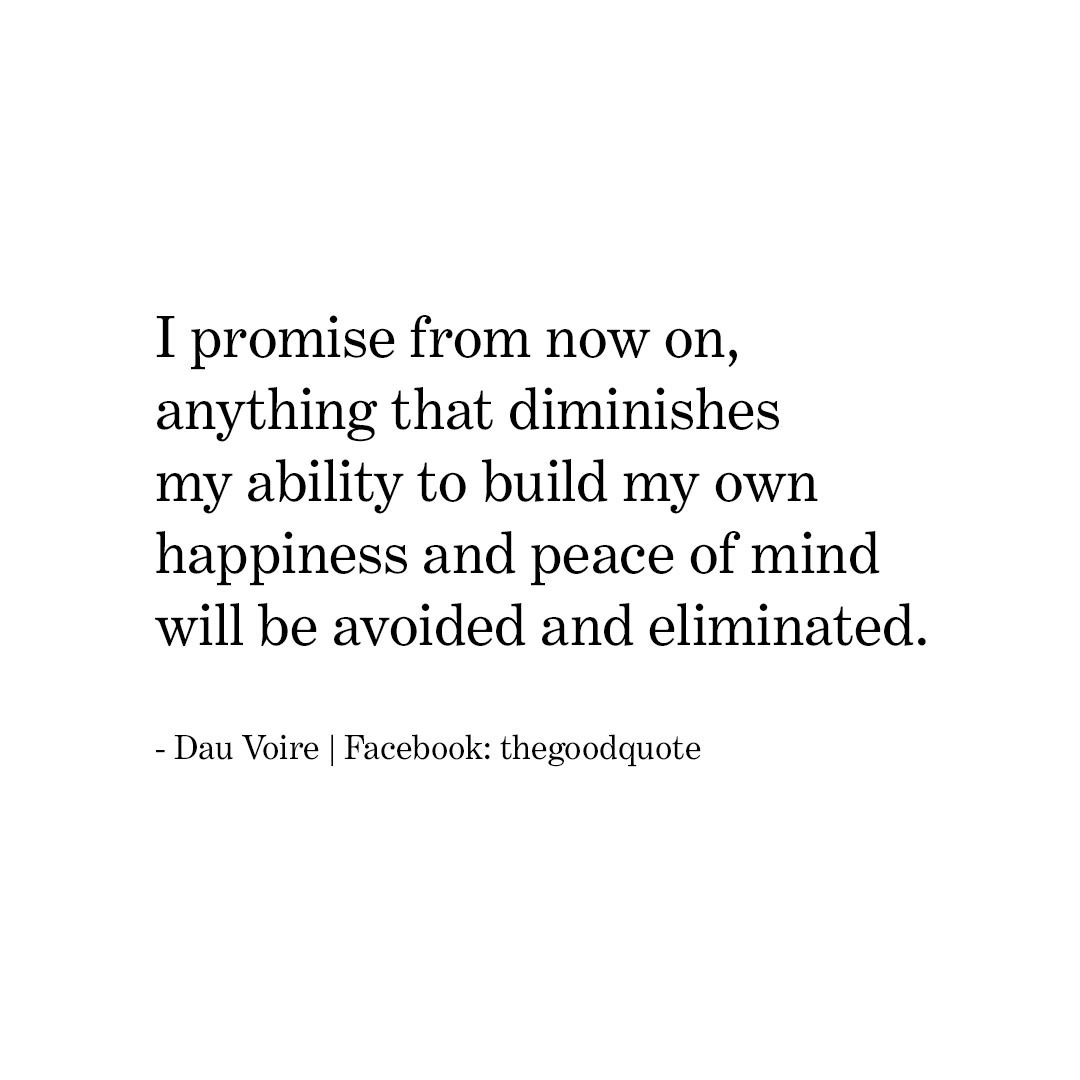 I promise from now on,
anything that diminishes
my ability to build my own
happiness and peace of mind
will be avoided and eliminated.
- Dau Voire | Facebook: thegoodquote